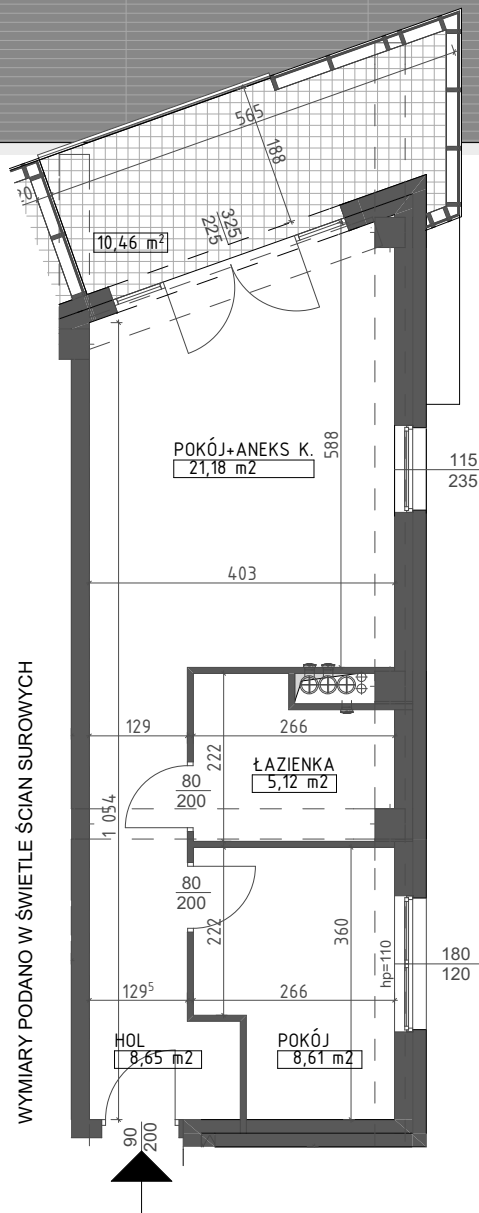 565
188
20
325
225
10,46 m²
POKÓJ+ANEKS K.
21,18 m2
588
115
235
403
WYMIARY PODANO W ŚWIETLE ŚCIAN SUROWYCH
129
266
222
1 054
ŁAZIENKA
5,12 m2
80
200
80
200
222
360
hp=110
180
120
129⁵
266
HOL
8,65 m2
POKÓJ
8,61 m2
90
200